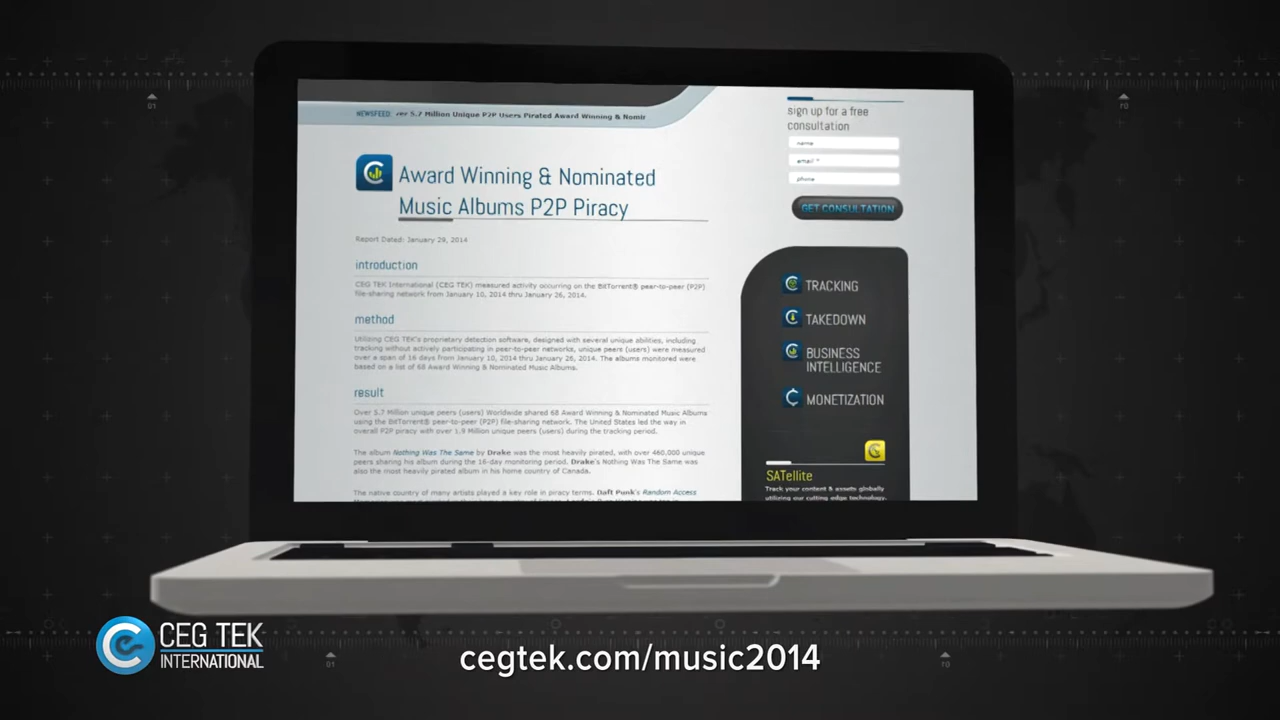 NEWSFEED ver 5.7 Million Unique P2P Users Pirated Award Winning & Nomir
Award Winning & Nominated
Music Albums P2P Piracy
Report Dated: January 29, 2014
introduction
CEG TEK International (CEG TEK) measured activity occurring on the BitTorrent® peer-to-peer (P2P)
file-sharing network from January 10, 2014 thru January 26, 2014.
method
Utilizing CEG TEK's proprietary detection software, designed with several unique abilities, including
tracking without actively participating in peer-to-peer networks, unique peers (users) were measured
over a span of 16 days from January 10, 2014 thru January 26, 2014. The albums monitored were
based on a list of 68 Award Winning & Nominated Music Albums.
result
Over 5.7 Million unique peers (users) Worldwide shared 68 Award Winning & Nominated Music Albums
using the BitTorrent® peer-to-peer (P2P) file-sharing network. The United States led the way in
overall P2P piracy with over 1.9 Million unique peers (users) during the tracking period.
The album Nothing Was The Same by Drake was the most heavily pirated, with over 460,000 unique
peers sharing his album during the 16-day monitoring period. Drake's Nothing Was The Same was
also the most heavily pirated album in his home country of Canada.
The native country of many artists played a key role in piracy terms. Daft Punk's Random Access
sign up for a free
consultation
name
email *
phone
GET CONSULTATION
TRACKING
TAKEDOWN
BUSINESS
INTELLIGENCE
MONETIZATION
SATellite
Track your content & assets globally
utilizing our cutting edge technology.
01
r0
CEG TEK
INTERNATIONAL
cegtek.com/music2014
01
r0